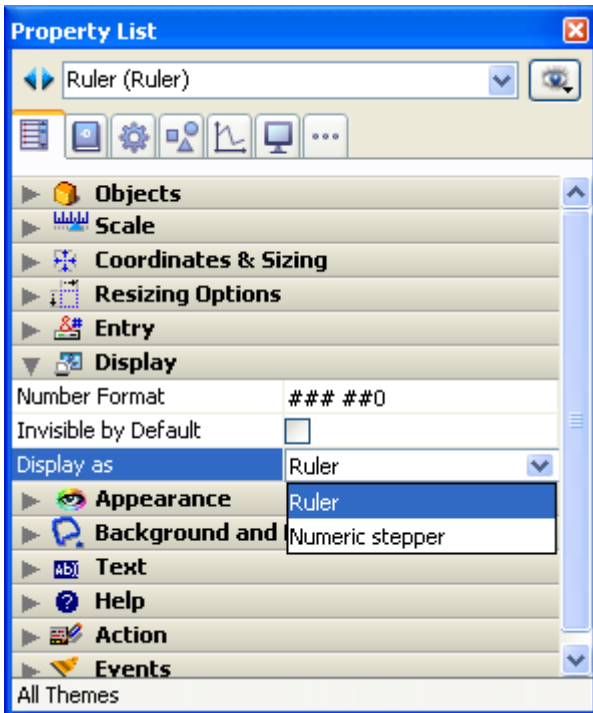 Property List
Ruler (Ruler)
Objects
Scale
Coordinates & Sizing
Resizing Options
Entry
Display
Number Format ### ##0
Invisible by Default
Display as Ruler
Appearance Ruler
Background and Numeric stepper
Text
Help
Action
Events
All Themes